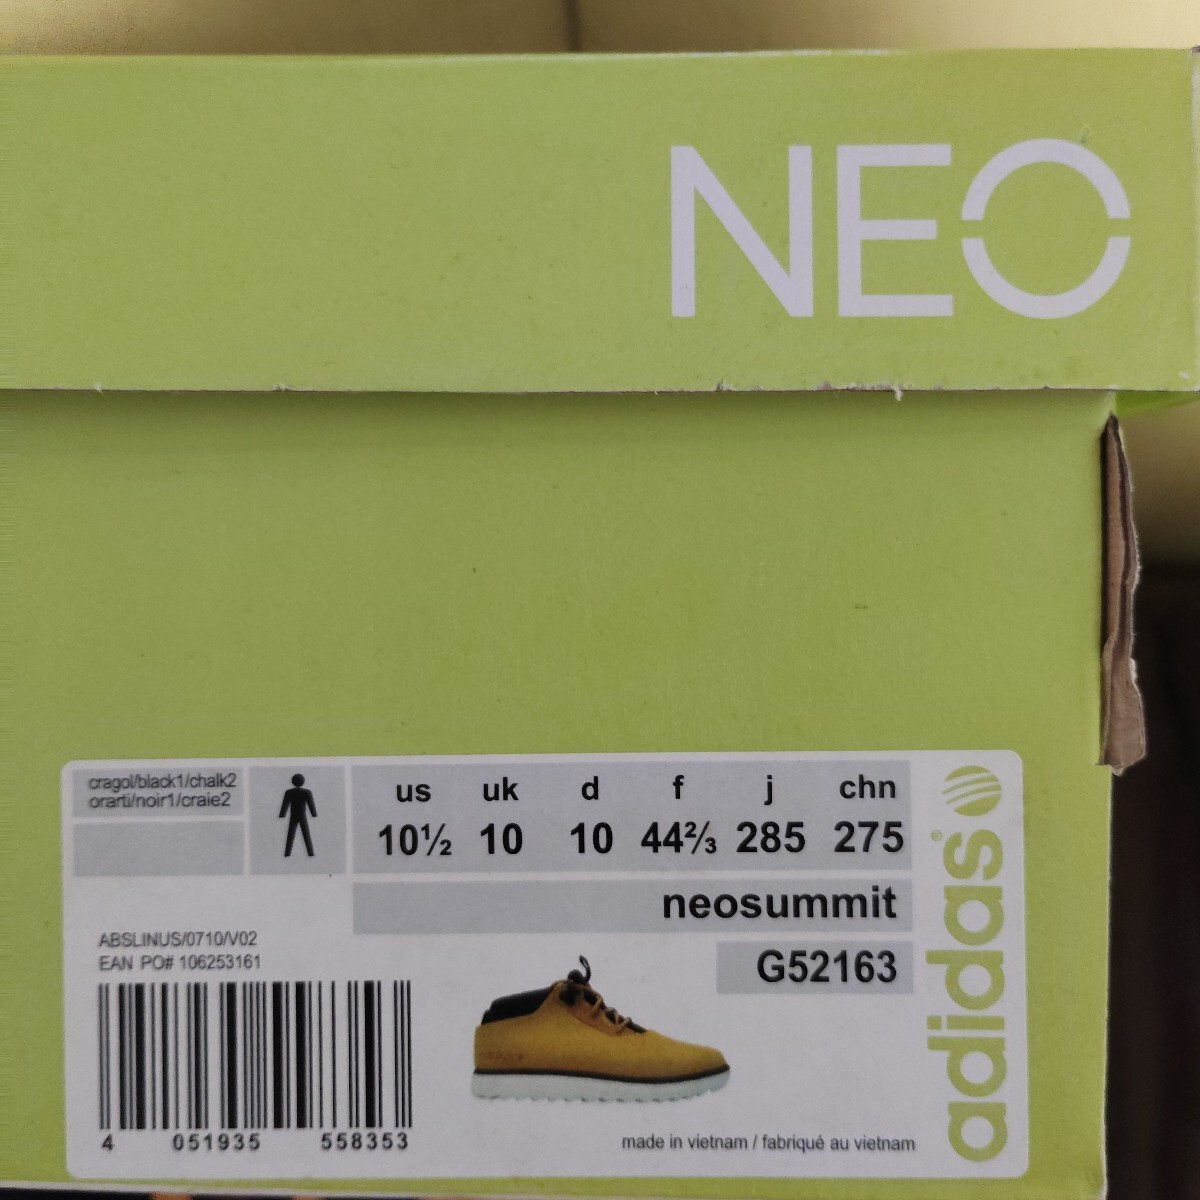 NEO
cragol/black1/chalk2
orarti/noir1/craie2
us uk d f j chn
10½ 10 10 44⅔ 285 275
neosummit
G52163
adidas®
ABSLINUS/0710/V02
EAN PO# 106253161
4 051935 558353
made in vietnam / fabriqué au vietnam